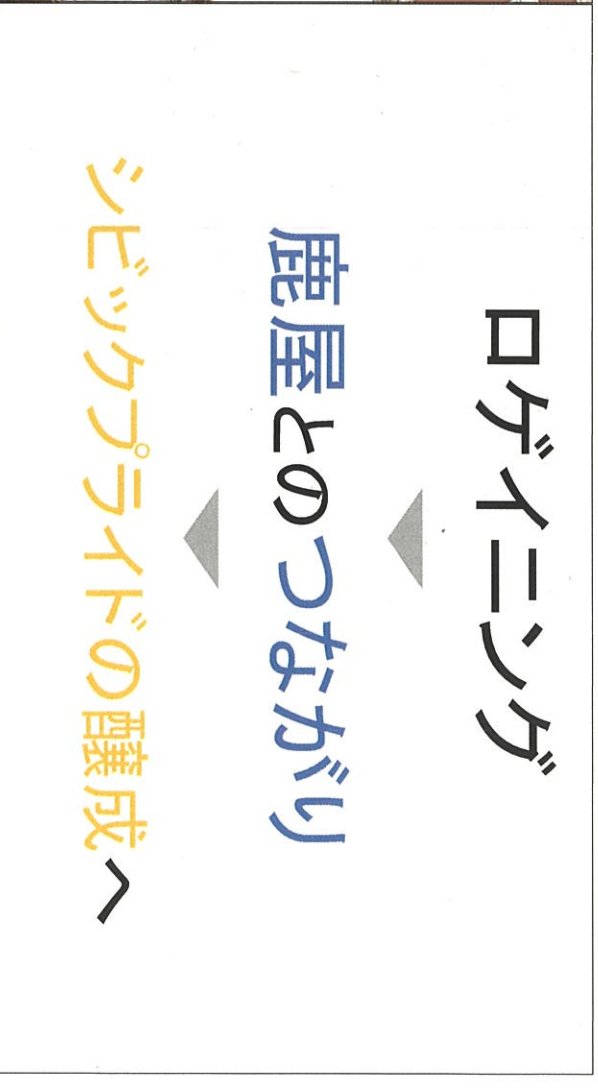 ロゲイニング
鹿屋とのつながり
シビックプライドの醸成へ